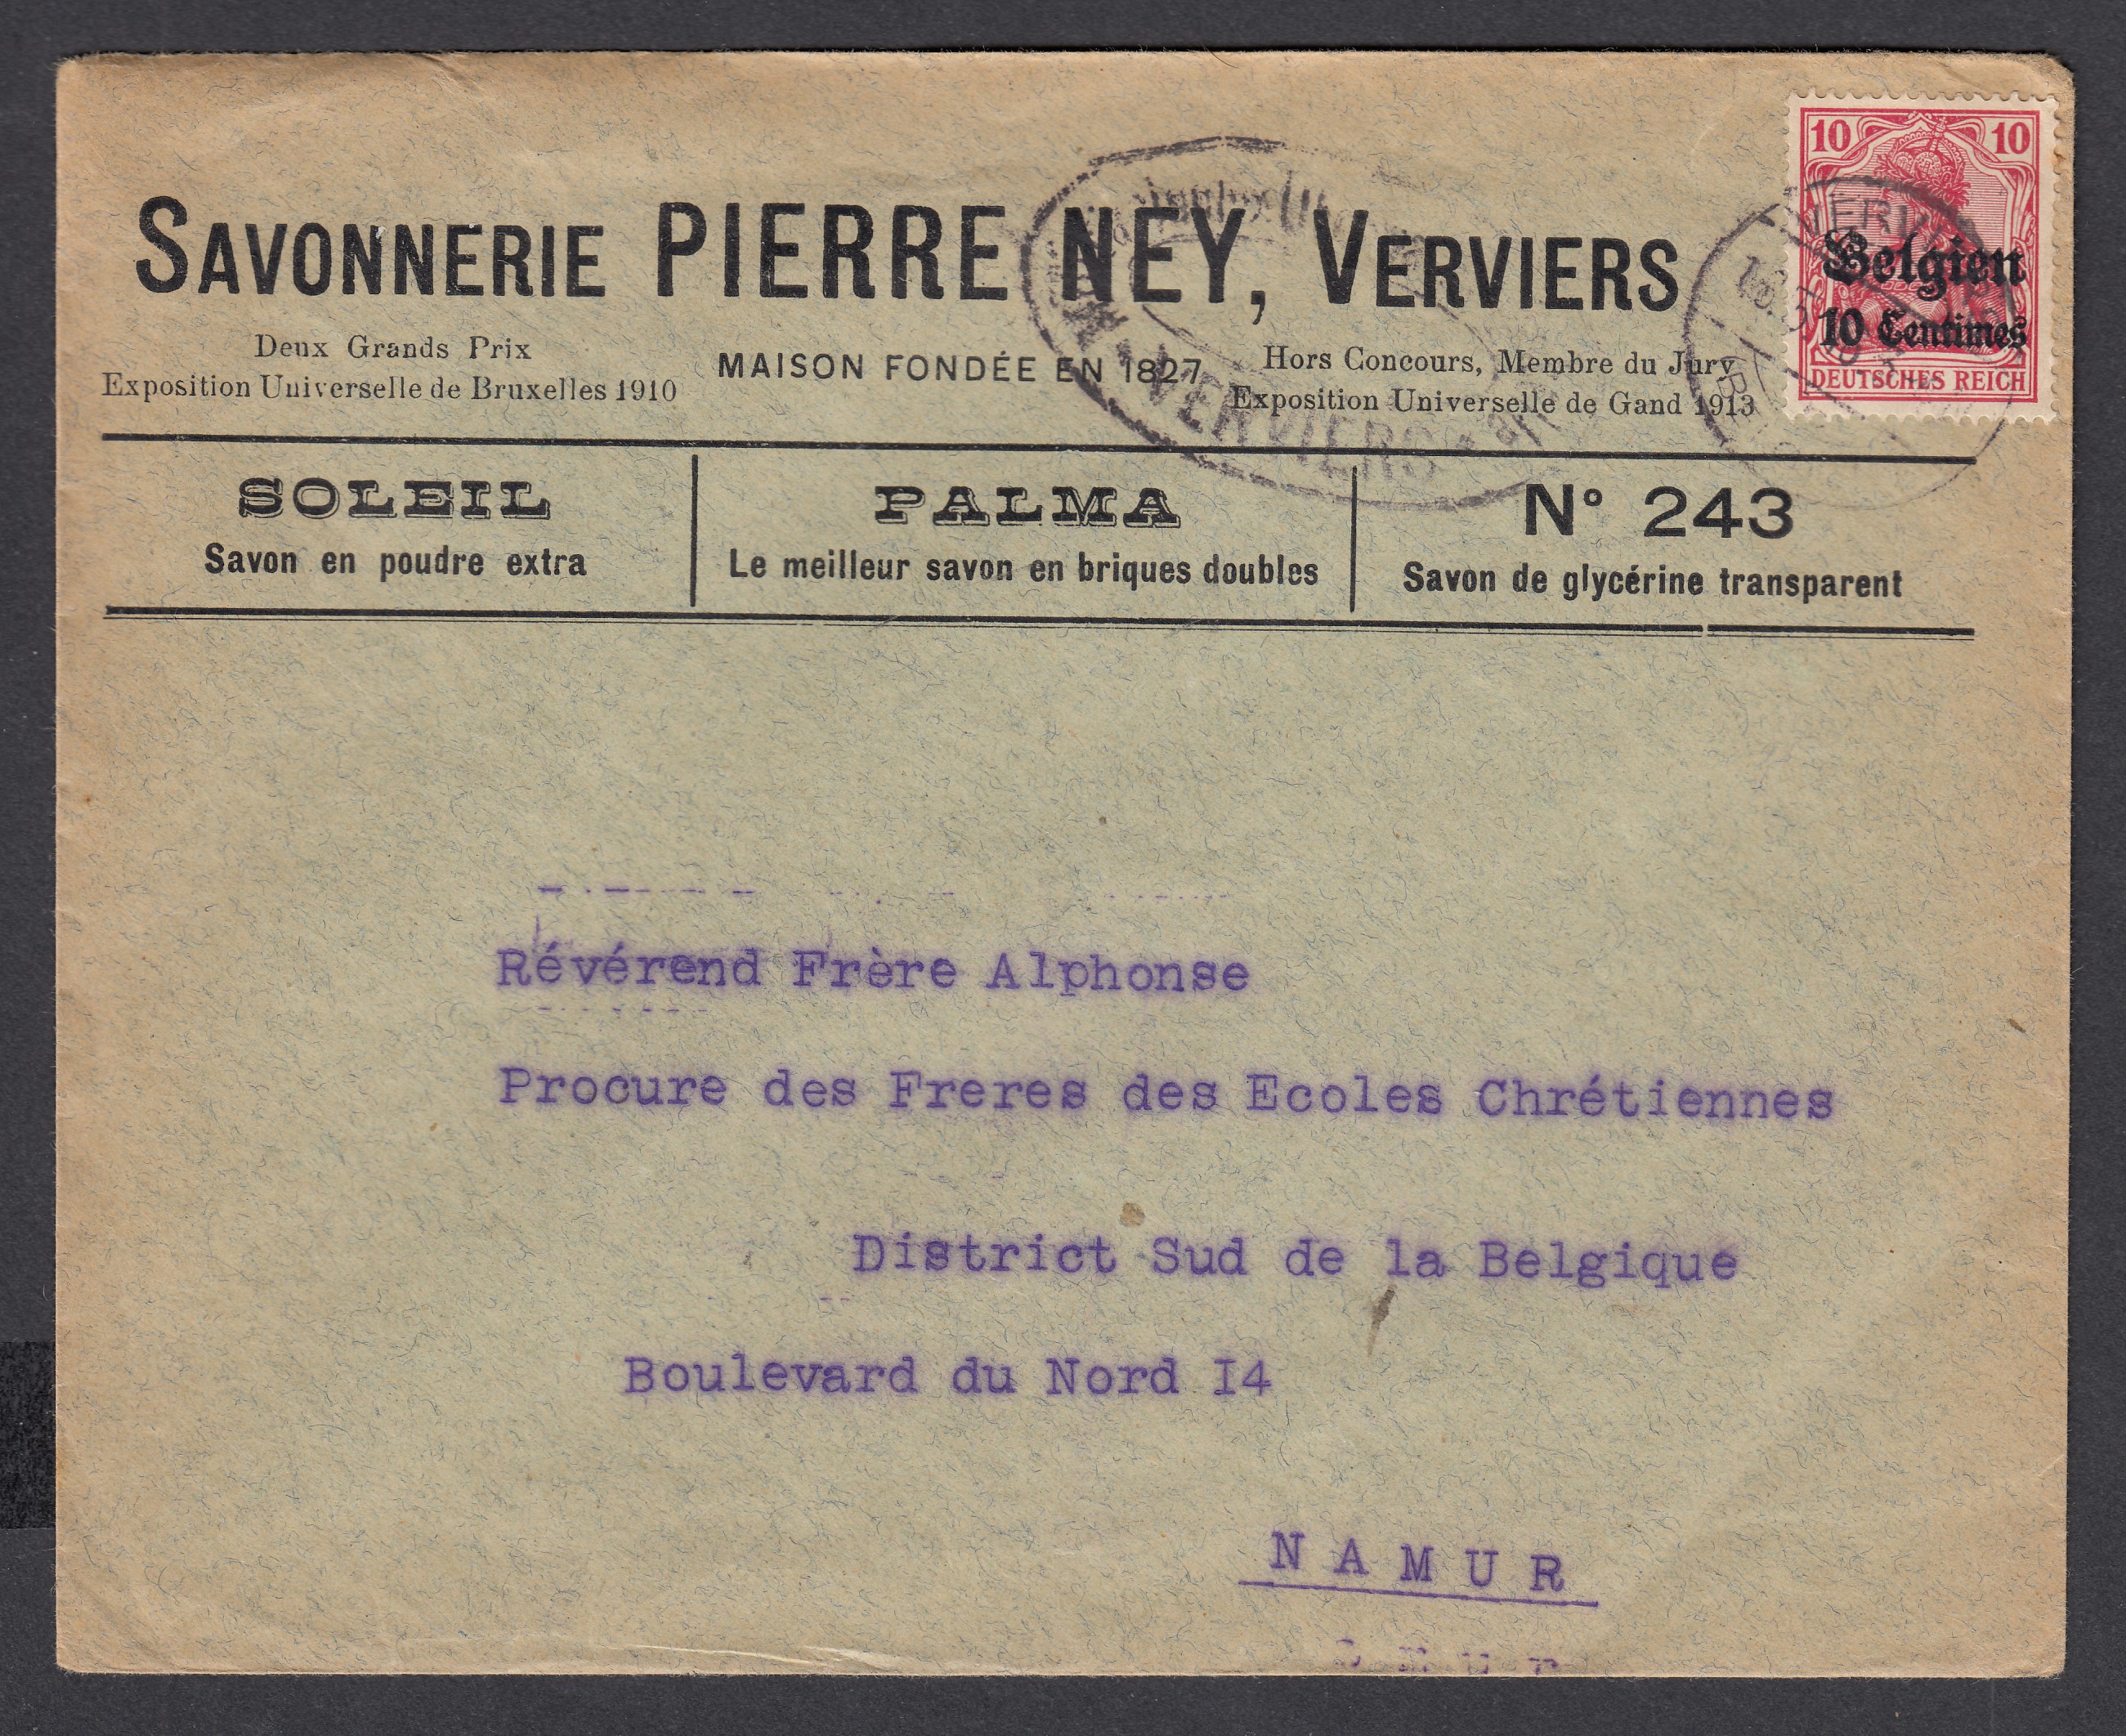 SAVONNERIE PIERRE NEY, VERVIERS
Deux Grands Prix
Exposition Universelle de Bruxelles 1910
MAISON FONDÉE EN 1827
Hors Concours, Membre du Jury
Exposition Universelle de Gand 1913
10 10
Belgien
10 Centimes
DEUTSCHES REICH
VERVIERS
SOLEIL
Savon en poudre extra
PALMA
Le meilleur savon en briques doubles
N° 243
Savon de glycérine transparent
Révérend Frère Alphonse
Procure des Freres des Ecoles Chrétiennes
District Sud de la Belgique
Boulevard du Nord I4
NAMUR